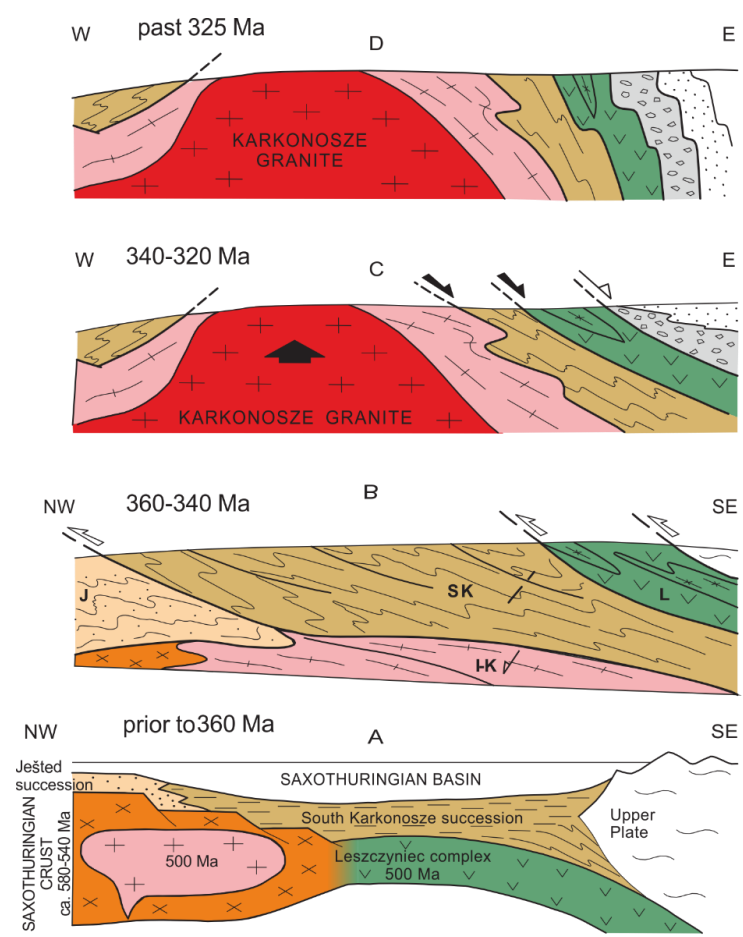 W past 325 Ma D E
KARKONOSZE
GRANITE
W 340-320 Ma C E
KARKONOSZE GRANITE
NW 360-340 Ma B SE
J SK L
I-K
NW prior to 360 Ma A SE
Ješted
succession
SAXOTHURINGIAN BASIN
South Karkonosze succession
Upper
Plate
500 Ma
Leszczyniec complex
500 Ma
SAXOTHURINGIAN
CRUST
ca. 580-540 Ma